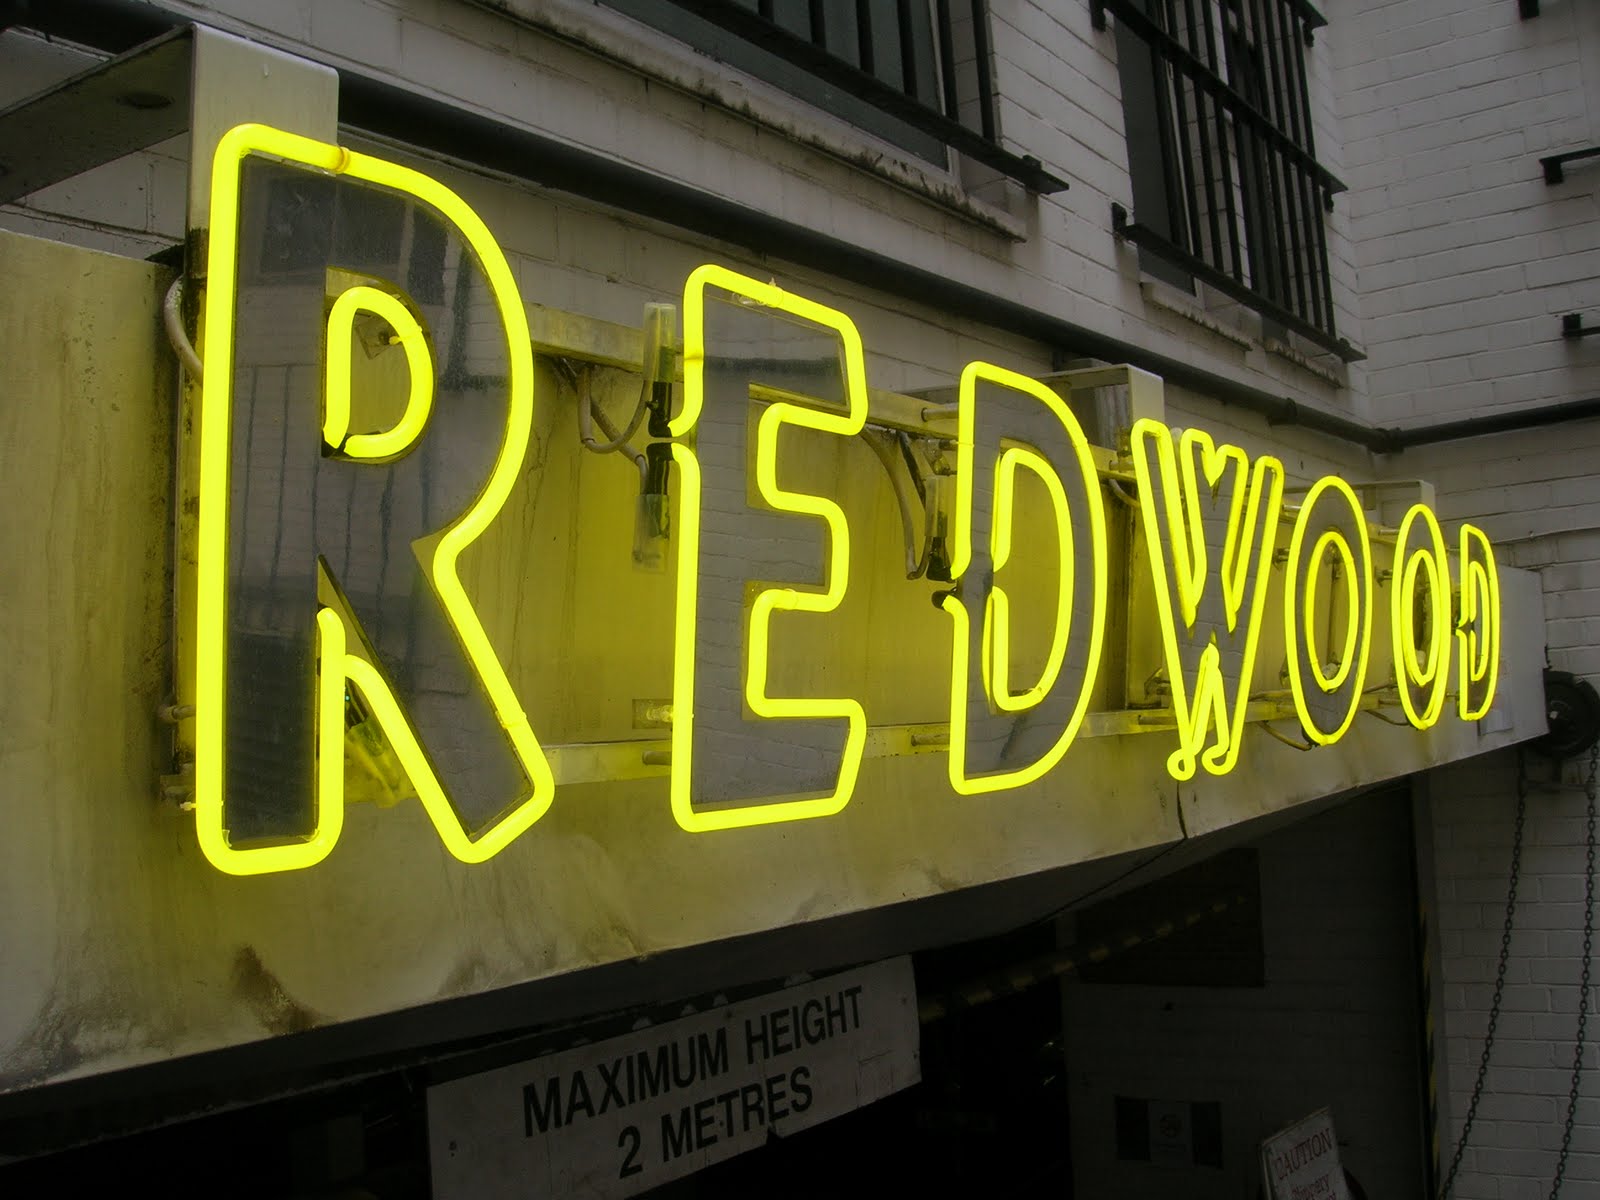 REDWOOD
MAXIMUM HEIGHT
2 METRES
CAUTION